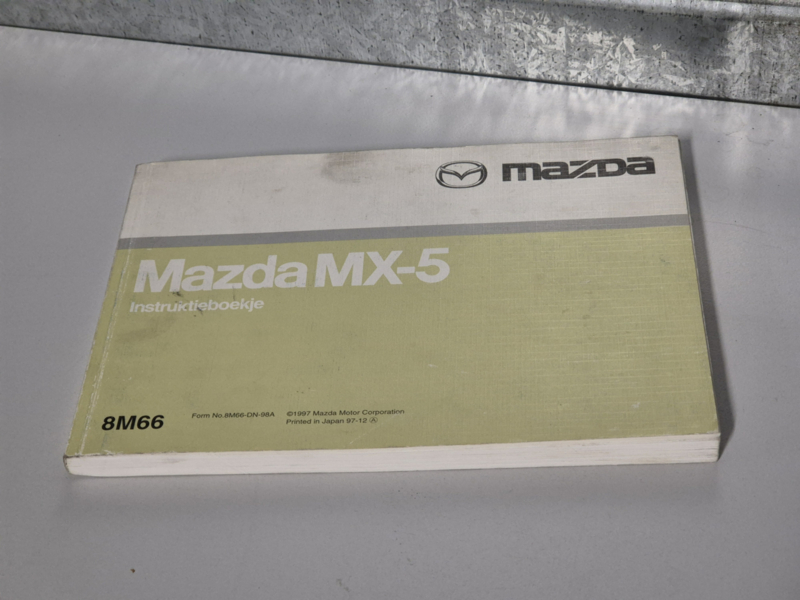 mazda
Mazda MX-5
Instruktieboekje
8M66
Form No.8M66-DN-98A
©1997 Mazda Motor Corporation
Printed in Japan 97-12 Ⓐ